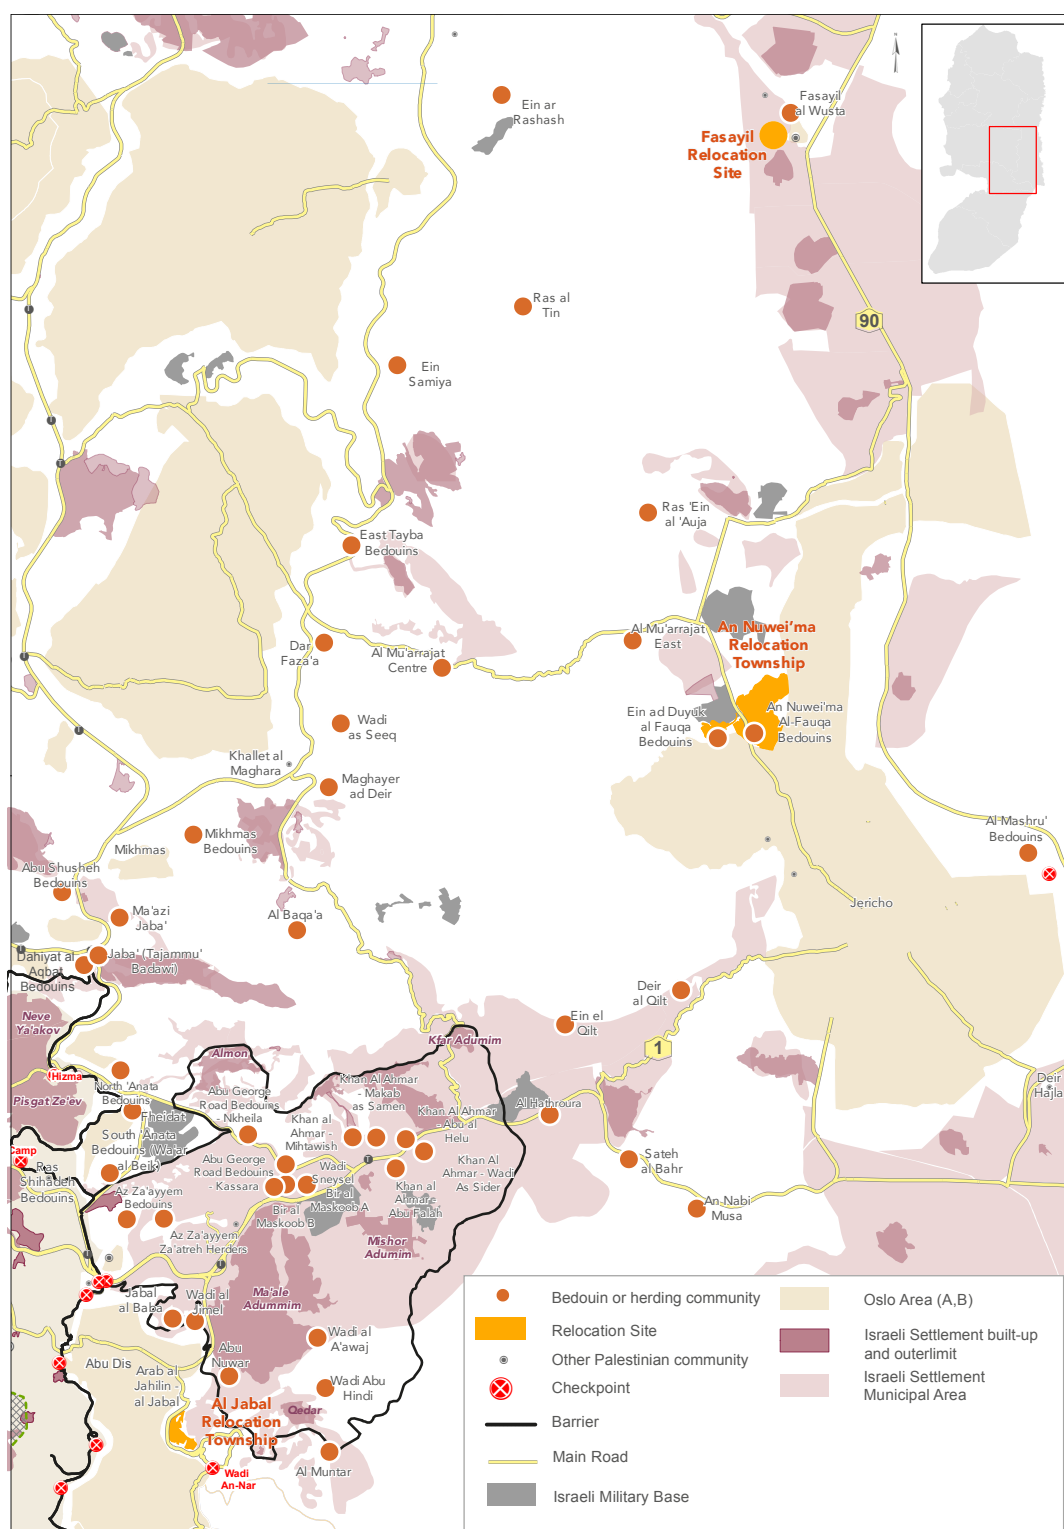 N
Ein ar
Rashash
Fasayil
al Wusta
Fasayil
Relocation
Site
Ras al
Tin
90
Ein
Samiya
Ras 'Ein
al 'Auja
East Tayba
Bedouins
An Nuwei'ma
Relocation
Township
Al Mu'arrajat
East
Dar
Faza'a
Al Mu'arrajat
Centre
Ein ad Duyuk
al Fauqa
Bedouins
An Nuwei'ma
Al-Fauqa
Bedouins
Wadi
as Seeq
Khallet al
Maghara
Maghayer
ad Deir
Al Mashru'
Bedouins
Mikhmas
Bedouins
Mikhmas
Abu Shusheh
Bedouins
Jericho
Ma'azi
Jaba'
Al Baqa'a
Jaba' (Tajammu'
Badawi)
Dahiyat al
Aqbat
Bedouins
Deir
al Qilt
Neve
Ya'akov
Ein el
Qilt
Kfar Adumim
1
Almon
Hizma
North 'Anata
Bedouins
Pisgat Ze'ev
Khan Al Ahmar
- Makab
as Samen
Deir
Hajla
Abu George
Road Bedouins
- Nkheila
Al Hathroura
Fheidat
Khan Al Ahmar
- Abu al
Helu
Khan al
Ahmar -
Mihtawish
South 'Anata
Bedouins (Wa'ar
al Beik)
Camp
Ras
Shihadeh
Bedouins
Abu George
Road Bedouins
- Kassara
Wadi
Sneysel
Khan Al
Ahmar - Wadi
As Sider
Sateh
al Bahr
Az Za'ayyem
Bedouins
Bir al
Maskoob A
Khan al
Ahmar -
Abu Falah
Bir al
Maskoob B
An Nabi
Musa
Az Za'ayyem
Za'atreh Herders
Mishor
Adumim
Jabal
al Baba
Wadi al
Jimel
Ma'ale
Adummim
Wadi al
A'awaj
Abu Dis
Abu
Nuwar
Arab al
Jahilin -
al Jabal
Wadi Abu
Hindi
Al Jabal
Relocation
Township
Qedar
Al Muntar
Wadi
An-Nar
Bedouin or herding community
Relocation Site
Other Palestinian community
Checkpoint
Barrier
Main Road
Israeli Military Base
Oslo Area (A,B)
Israeli Settlement built-up
and outerlimit
Israeli Settlement
Municipal Area